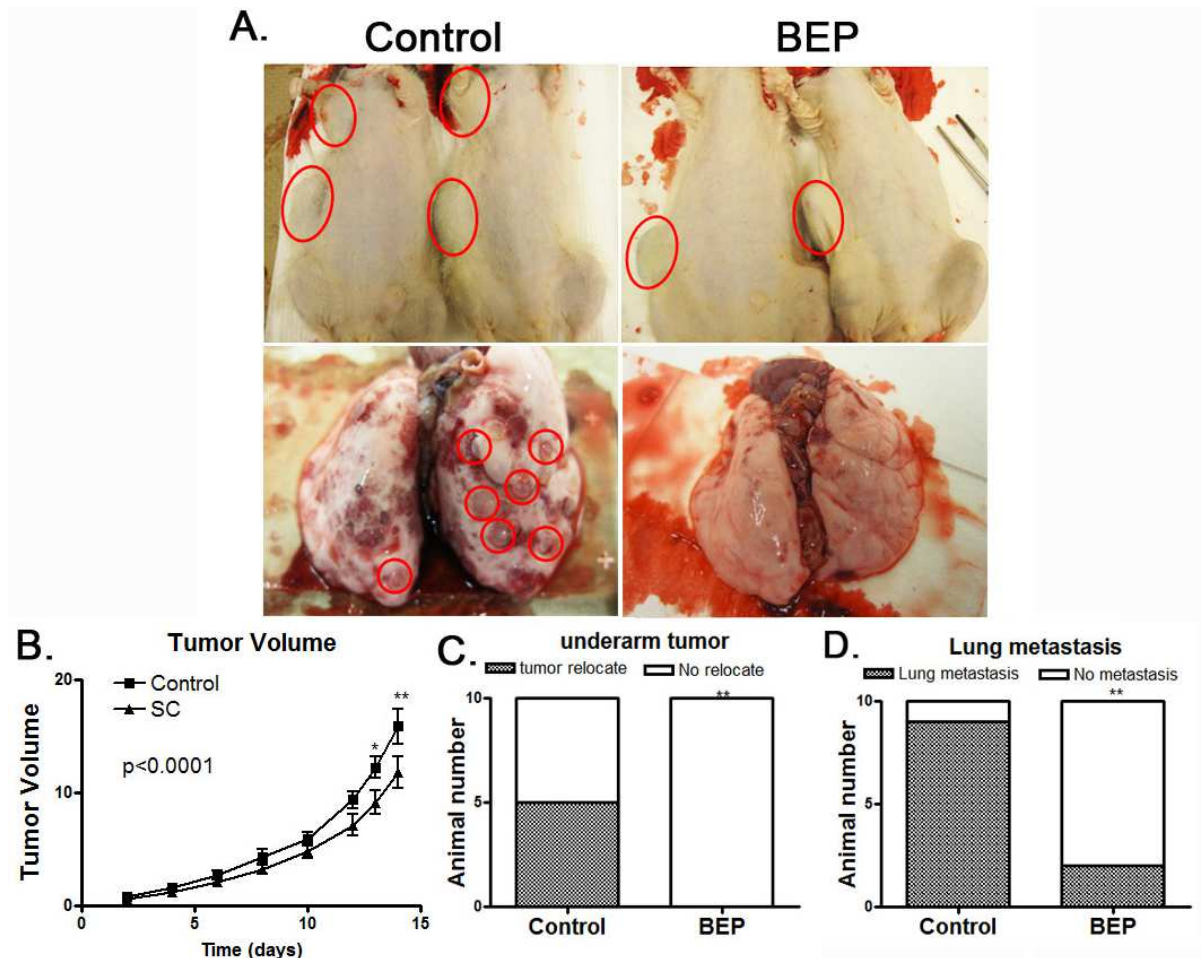 A.
Control
BEP
B.
Tumor Volume
Control
SC
p<0.0001
*
**
20
10
0
0
5
10
15
Tumor Volume
Time (days)
C.
underarm tumor
tumor relocate
No relocate
**
10
5
0
Animal number
Control
BEP
D.
Lung metastasis
Lung metastasis
No metastasis
**
10
5
0
Animal number
Control
BEP